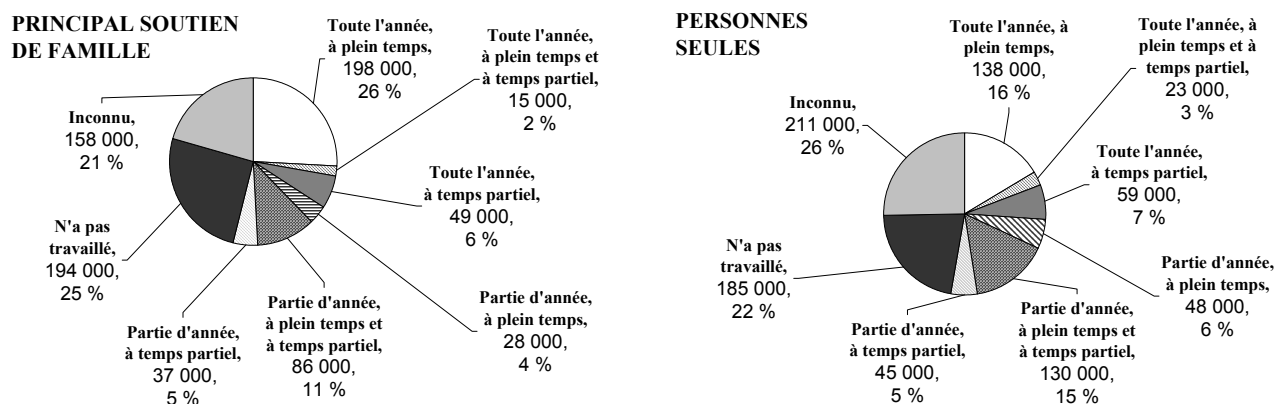 PRINCIPAL SOUTIEN
DE FAMILLE
Toute l'année,
à plein temps,
198 000,
26 %
Toute l'année,
à plein temps et
à temps partiel,
15 000,
2 %
Toute l'année,
à temps partiel,
49 000,
6 %
Partie d'année,
à plein temps,
28 000,
4 %
Partie d'année,
à plein temps et
à temps partiel,
86 000,
11 %
Partie d'année,
à temps partiel,
37 000,
5 %
N'a pas
travaillé,
194 000,
25 %
Inconnu,
158 000,
21 %
PERSONNES
SEULES
Toute l'année, à
plein temps,
138 000,
16 %
Toute l'année, à
plein temps et à
temps partiel,
23 000,
3 %
Toute l'année,
à temps partiel,
59 000,
7 %
Partie d'année,
à plein temps,
48 000,
6 %
Partie d'année,
à plein temps et
à temps partiel,
130 000,
15 %
Partie d'année,
à temps partiel,
45 000,
5 %
N'a pas
travaillé,
185 000,
22 %
Inconnu,
211 000,
26 %